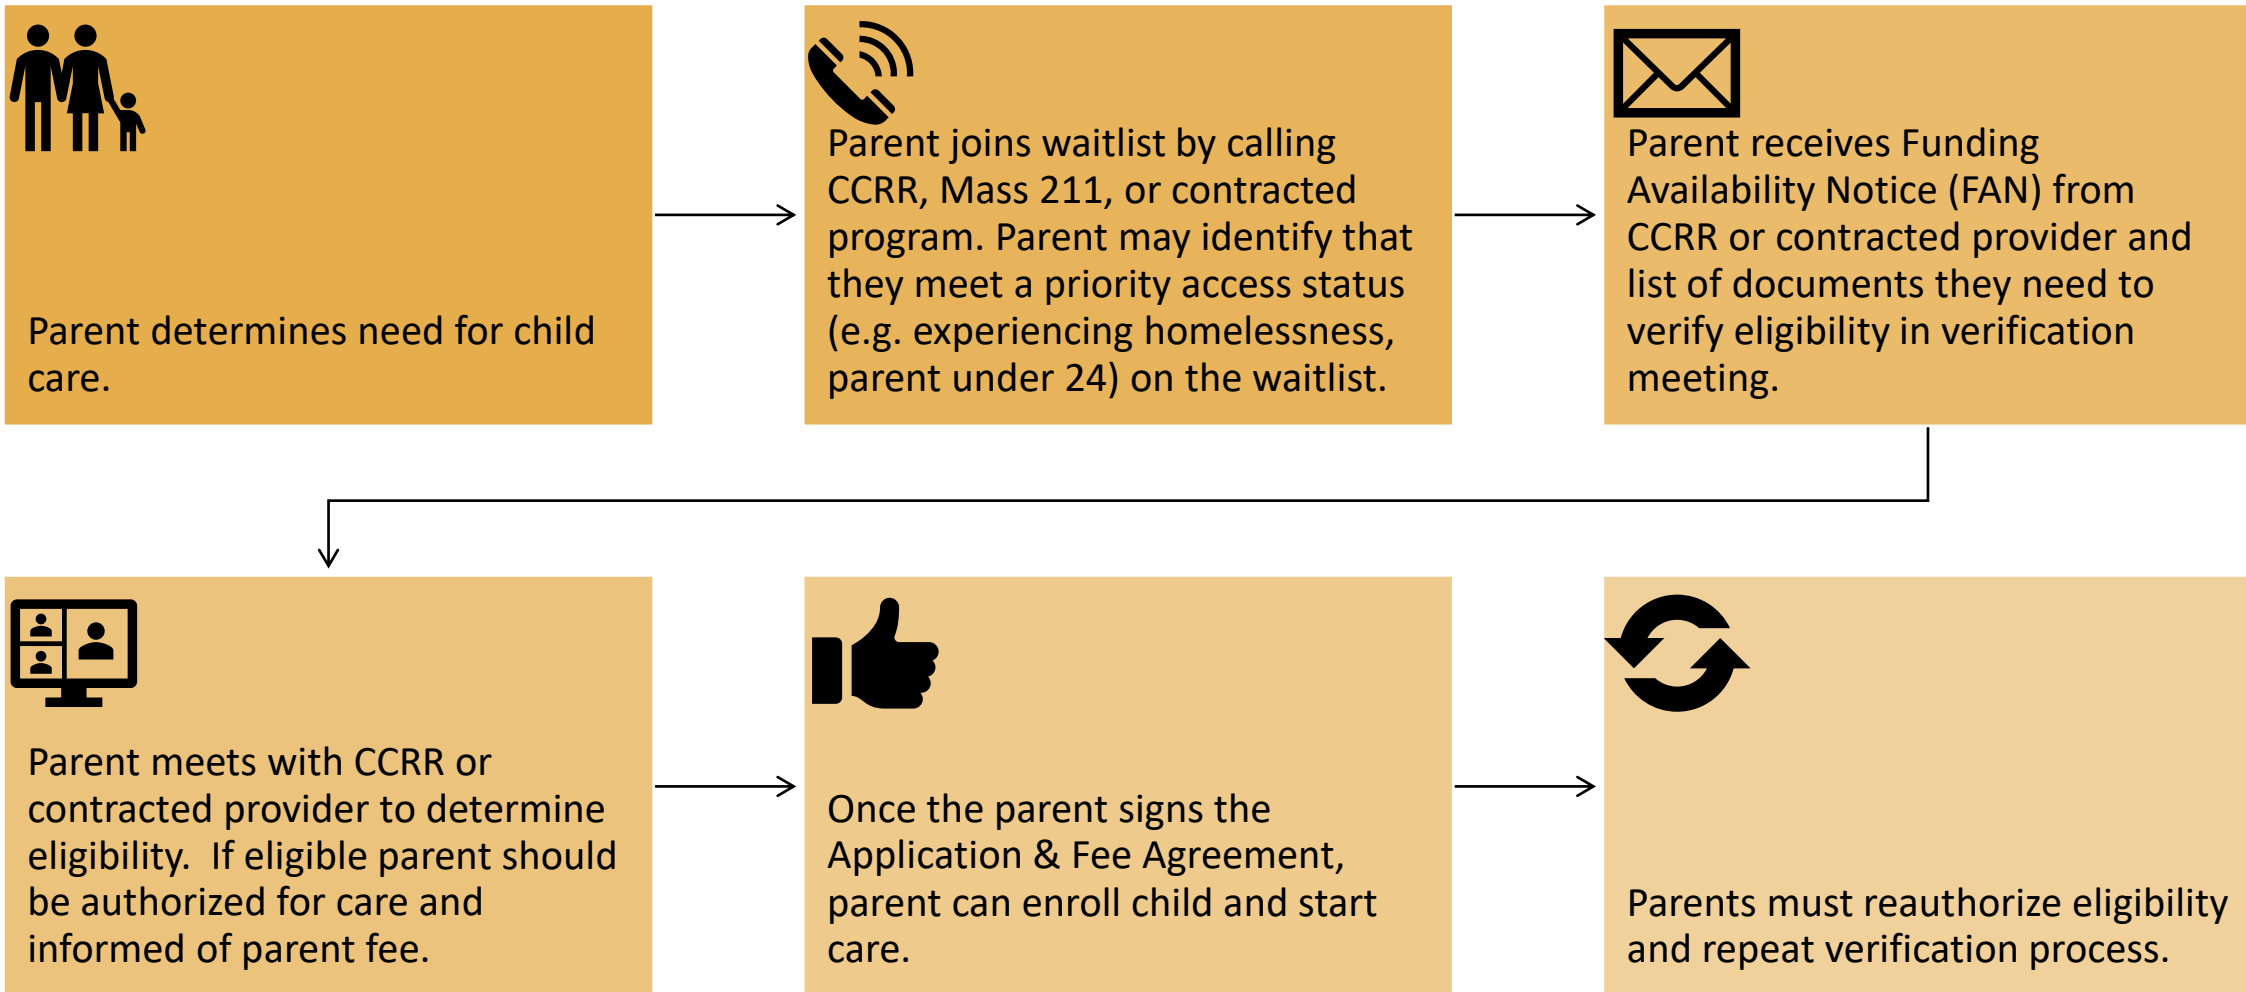 Parent determines need for child
care.
Parent joins waitlist by calling
CCRR, Mass 211, or contracted
program. Parent may identify that
they meet a priority access status
(e.g. experiencing homelessness,
parent under 24) on the waitlist.
Parent receives Funding
Availability Notice (FAN) from
CCRR or contracted provider and
list of documents they need to
verify eligibility in verification
meeting.
Parent meets with CCRR or
contracted provider to determine
eligibility.  If eligible parent should
be authorized for care and
informed of parent fee.
Once the parent signs the
Application & Fee Agreement,
parent can enroll child and start
care.
Parents must reauthorize eligibility
and repeat verification process.